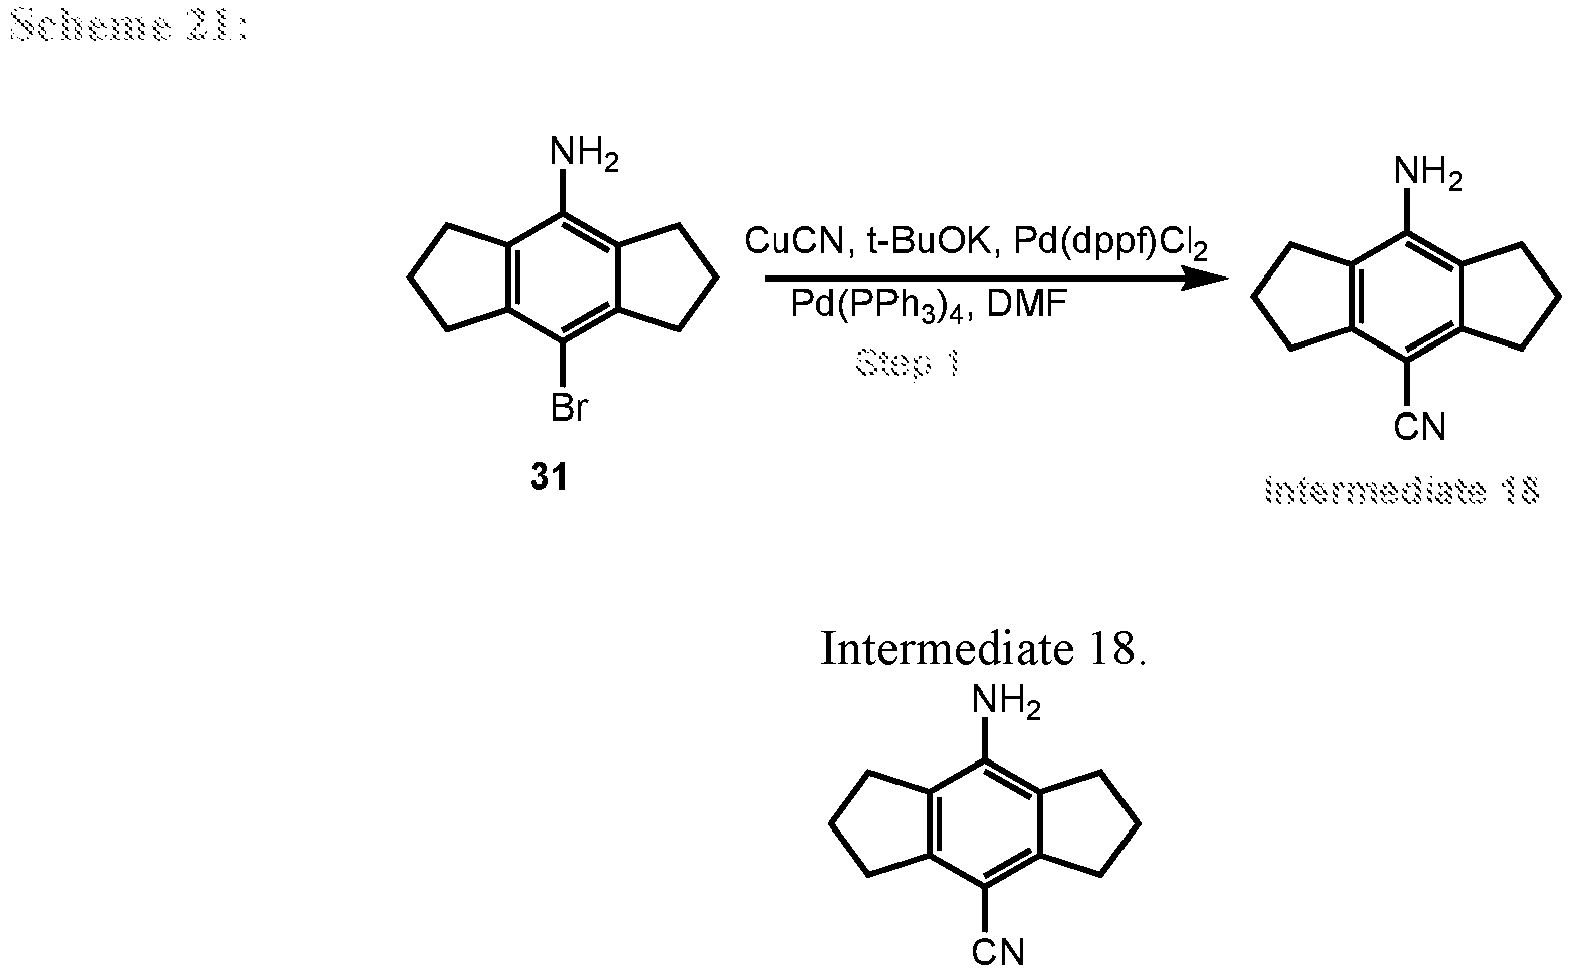 Scheme 21:
NH2
NH2
CuCN, t-BuOK, Pd(dppf)Cl2
Pd(PPh3)4, DMF
Step 1
Br
CN
31
Intermediate 18
Intermediate 18.
NH2
CN